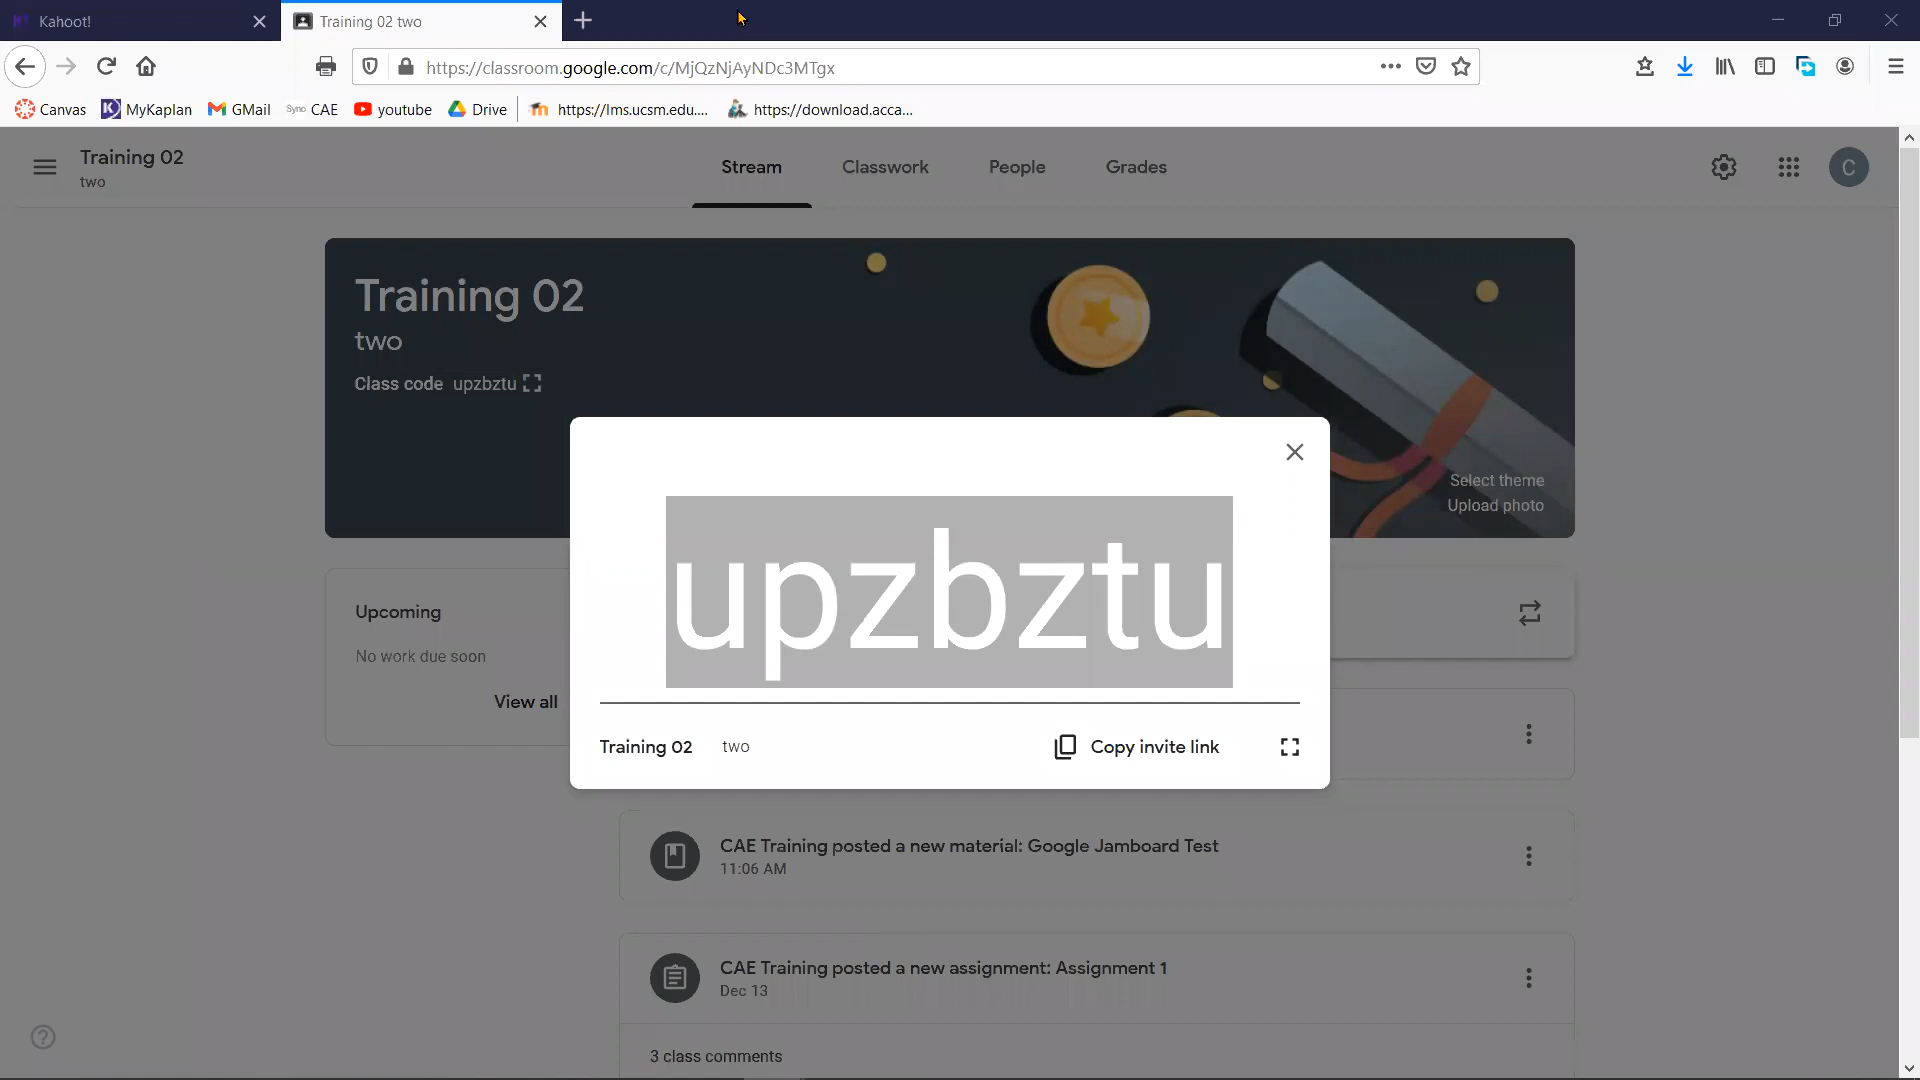 Kahoot!
Training 02 two
https://classroom.google.com/c/MjQzNjAyNDc3MTgx
Canvas
MyKaplan
GMail
Sync CAE
youtube
Drive
https://lms.ucsm.edu....
https://download.acca...
Training 02
two
Stream
Classwork
People
Grades
C
Training 02
two
Class code upzbztu
Select theme
Upload photo
Upcoming
No work due soon
View all
upzbztu
Training 02 two
Copy invite link
CAE Training posted a new material: Google Jamboard Test
11:06 AM
CAE Training posted a new assignment: Assignment 1
Dec 13
3 class comments